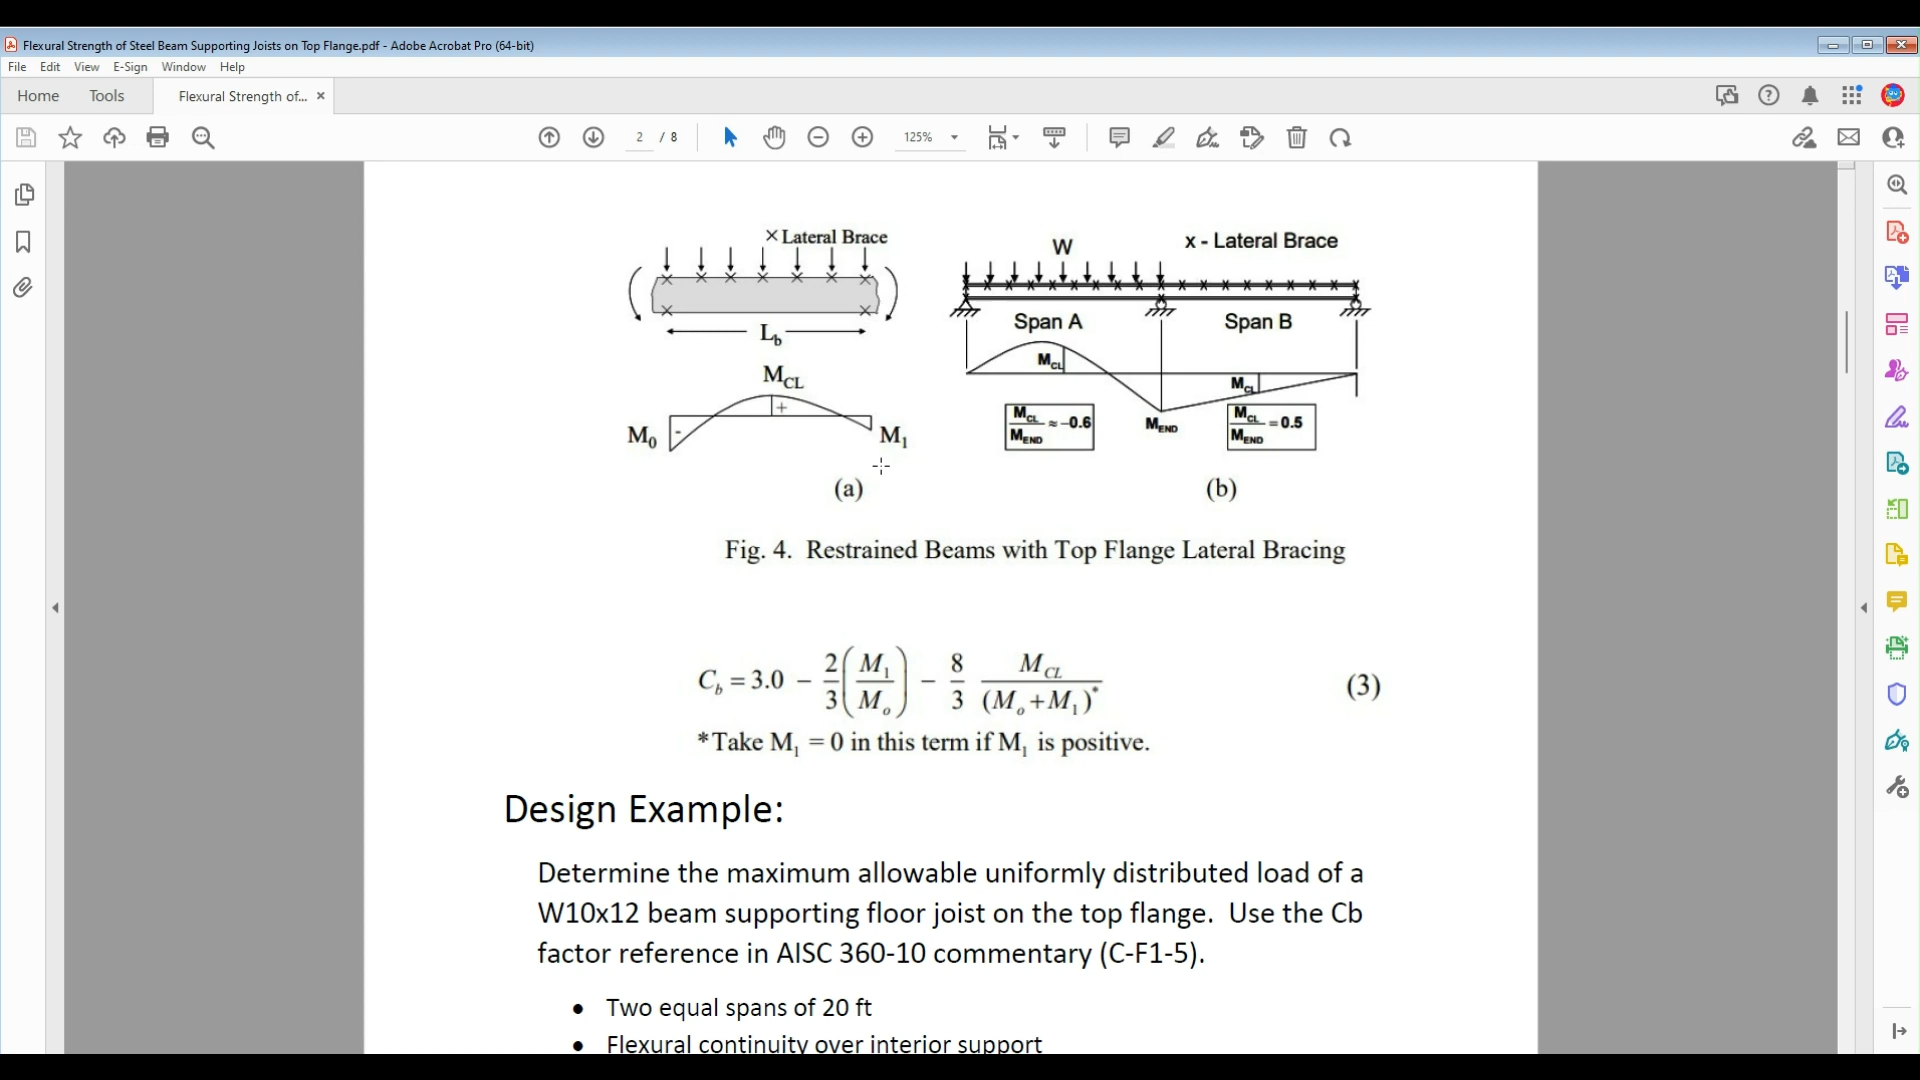 Flexural Strength of Steel Beam Supporting Joists on Top Flange.pdf - Adobe Acrobat Pro (64-bit)
File Edit View E-Sign Window Help
Home Tools Flexural Strength of... ×
2 / 8 125%
× Lateral Brace
L_b
M_CL
+
-
M_0
M_1
(a)
W
x - Lateral Brace
Span A
Span B
M_CL
M_CL
M_CL/M_END ≈ -0.6
M_END
M_CL/M_END = 0.5
(b)
Fig. 4. Restrained Beams with Top Flange Lateral Bracing
C_b = 3.0 - 2/3 (M_1/M_o) - 8/3 M_CL/(M_o+M_1)* (3)
*Take M_1 = 0 in this term if M_1 is positive.
Design Example:
Determine the maximum allowable uniformly distributed load of a
W10x12 beam supporting floor joist on the top flange. Use the Cb
factor reference in AISC 360-10 commentary (C-F1-5).
• Two equal spans of 20 ft
• Flexural continuity over interior support